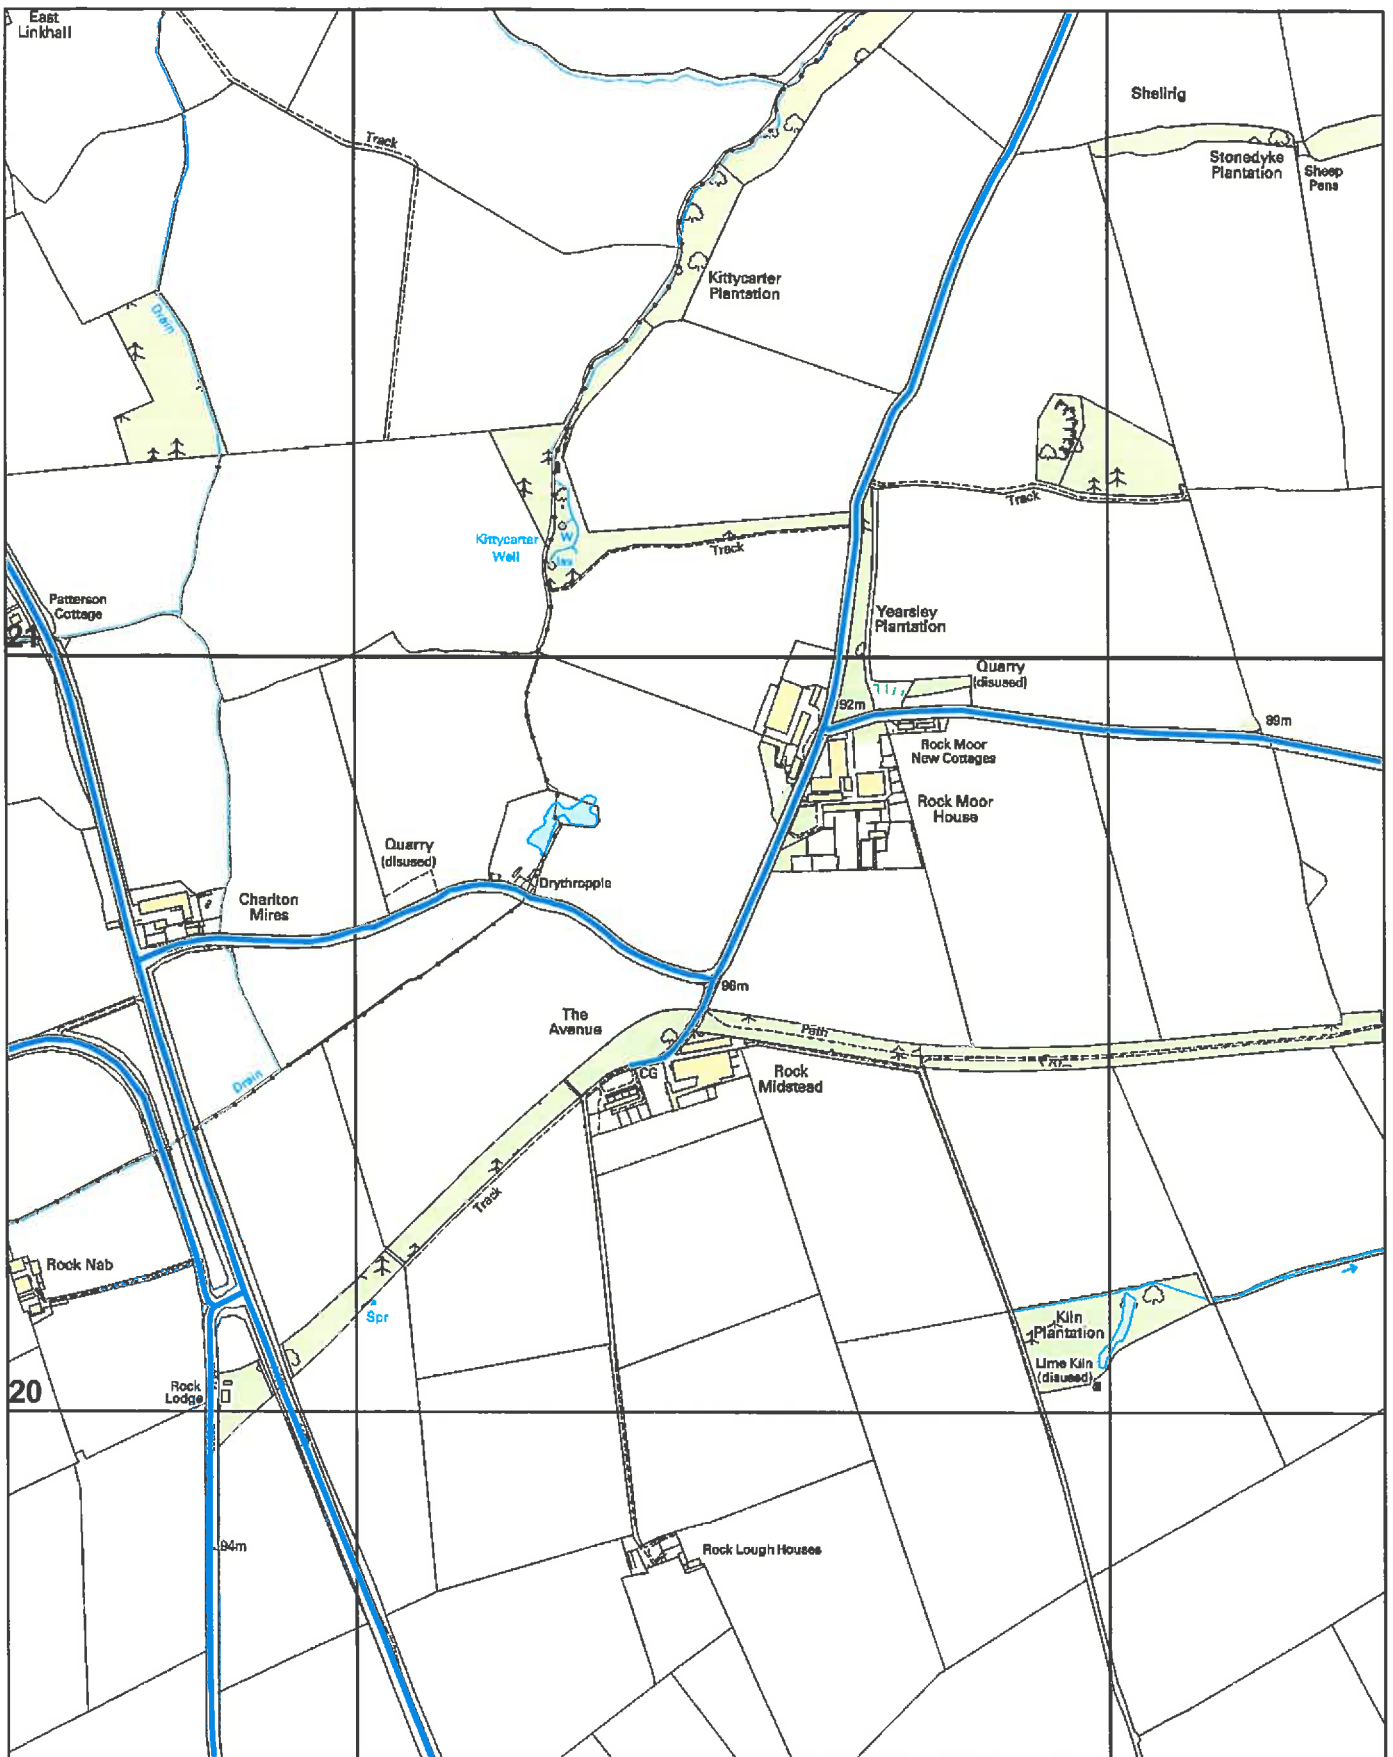 East
Linkhall
Shellrig
Track
Stonedyke
Plantation
Sheep
Pens
Kittycarter
Plantation
Drain
Track
Kittycarter
Well
W
Track
Patterson
Cottage
Yearsley
Plantation
21
Quarry
(disused)
92m
89m
Rock Moor
New Cottages
Rock Moor
House
Quarry
(disused)
Drythropple
Charlton
Mires
96m
The
Avenue
Path
CG
Rock
Midstead
Drain
Track
Rock Nab
Spr
Kiln
Plantation
Lime Kiln
(disused)
Rock
Lodge
20
94m
Rock Lough Houses